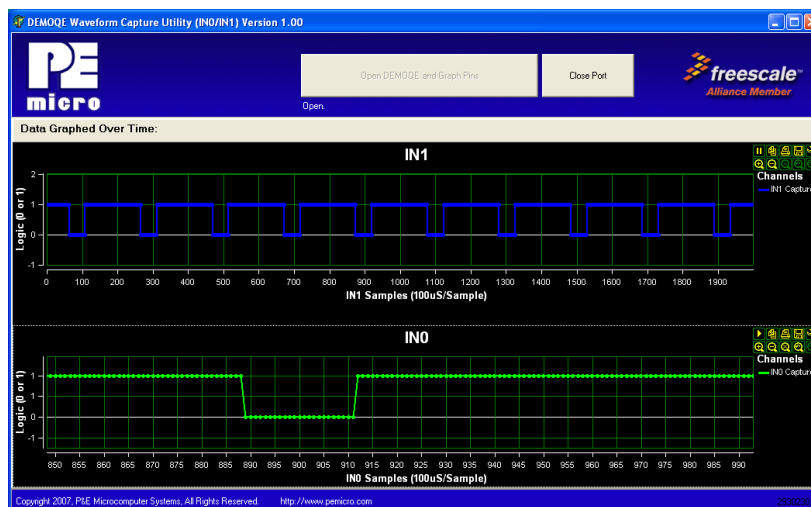 DEMOQE Waveform Capture Utility (IN0/IN1) Version 1.00
PE
micro
Open DEMOQE and Graph Pins
Close Port
Open.
freescale™
Alliance Member
Data Graphed Over Time:
IN1
Channels
IN1 Capture
Logic (0 or 1)
2
1
0
-1
0 100 200 300 400 500 600 700 800 900 1000 1100 1200 1300 1400 1500 1600 1700 1800 1900
IN1 Samples (100uS/Sample)
IN0
Channels
IN0 Capture
Logic (0 or 1)
1
1
0
-1
850 855 860 865 870 875 880 885 890 895 900 905 910 915 920 925 930 935 940 945 950 955 960 965 970 975 980 985 990
IN0 Samples (100uS/Sample)
Copyright 2007, P&E Microcomputer Systems, All Rights Reserved. http://www.pemicro.com